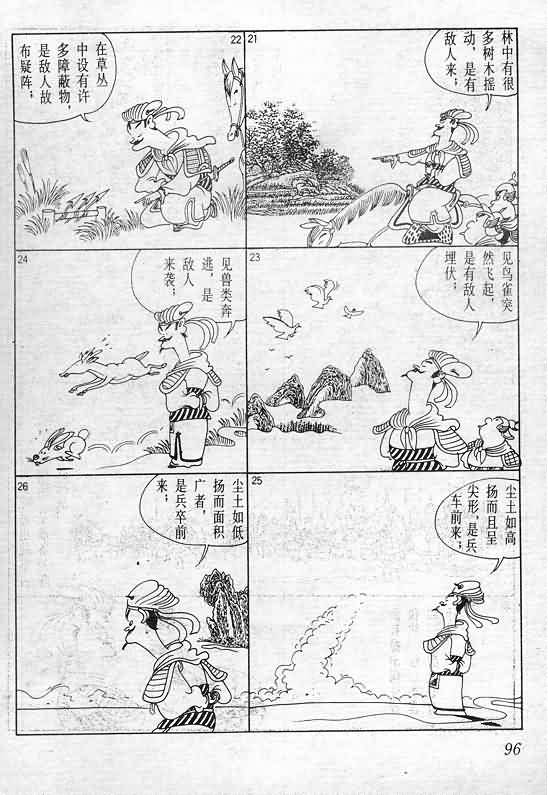 21
林中有很
多树木摇
动，是有
敌人来；
22
在草丛
中设有许
多障蔽物，
是敌人故
布疑阵；
23
见鸟雀突
然飞起，
是有敌人
埋伏；
24
见兽类奔
逃，是
敌人
来袭；
25
尘土如高
扬而且呈
尖形，是兵
车前来；
26
尘土如低
扬而面积
广者，
是兵卒前
来；
96